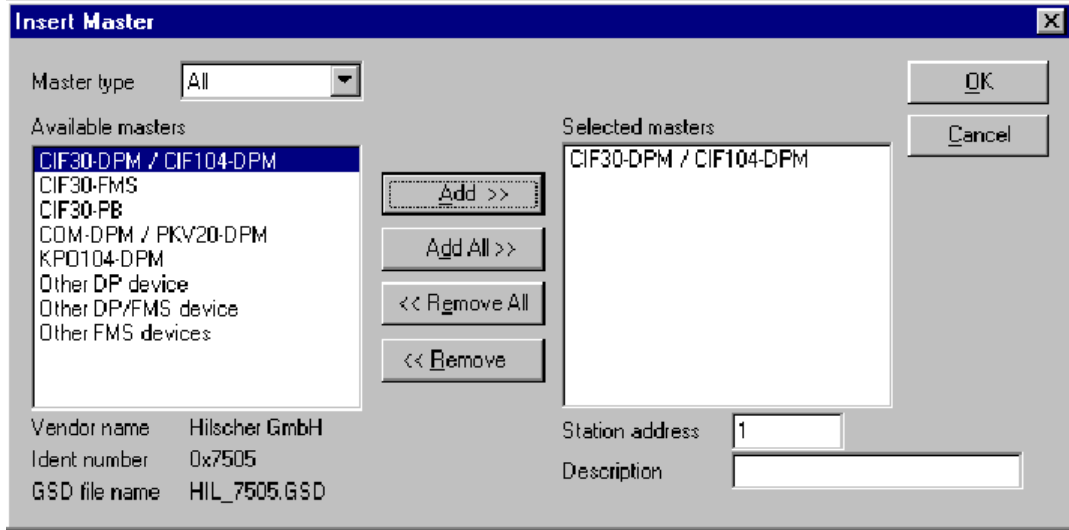 Insert Master
Master type All
OK
Available masters
Selected masters
Cancel
CIF30-DPM / CIF104-DPM
CIF30-FMS
CIF30-PB
COM-DPM / PKV20-DPM
KPO104-DPM
Other DP device
Other DP/FMS device
Other FMS devices
Add >>
Add All >>
<< Remove All
<< Remove
CIF30-DPM / CIF104-DPM
Vendor name Hilscher GmbH
Ident number 0x7505
GSD file name HIL_7505.GSD
Station address 1
Description